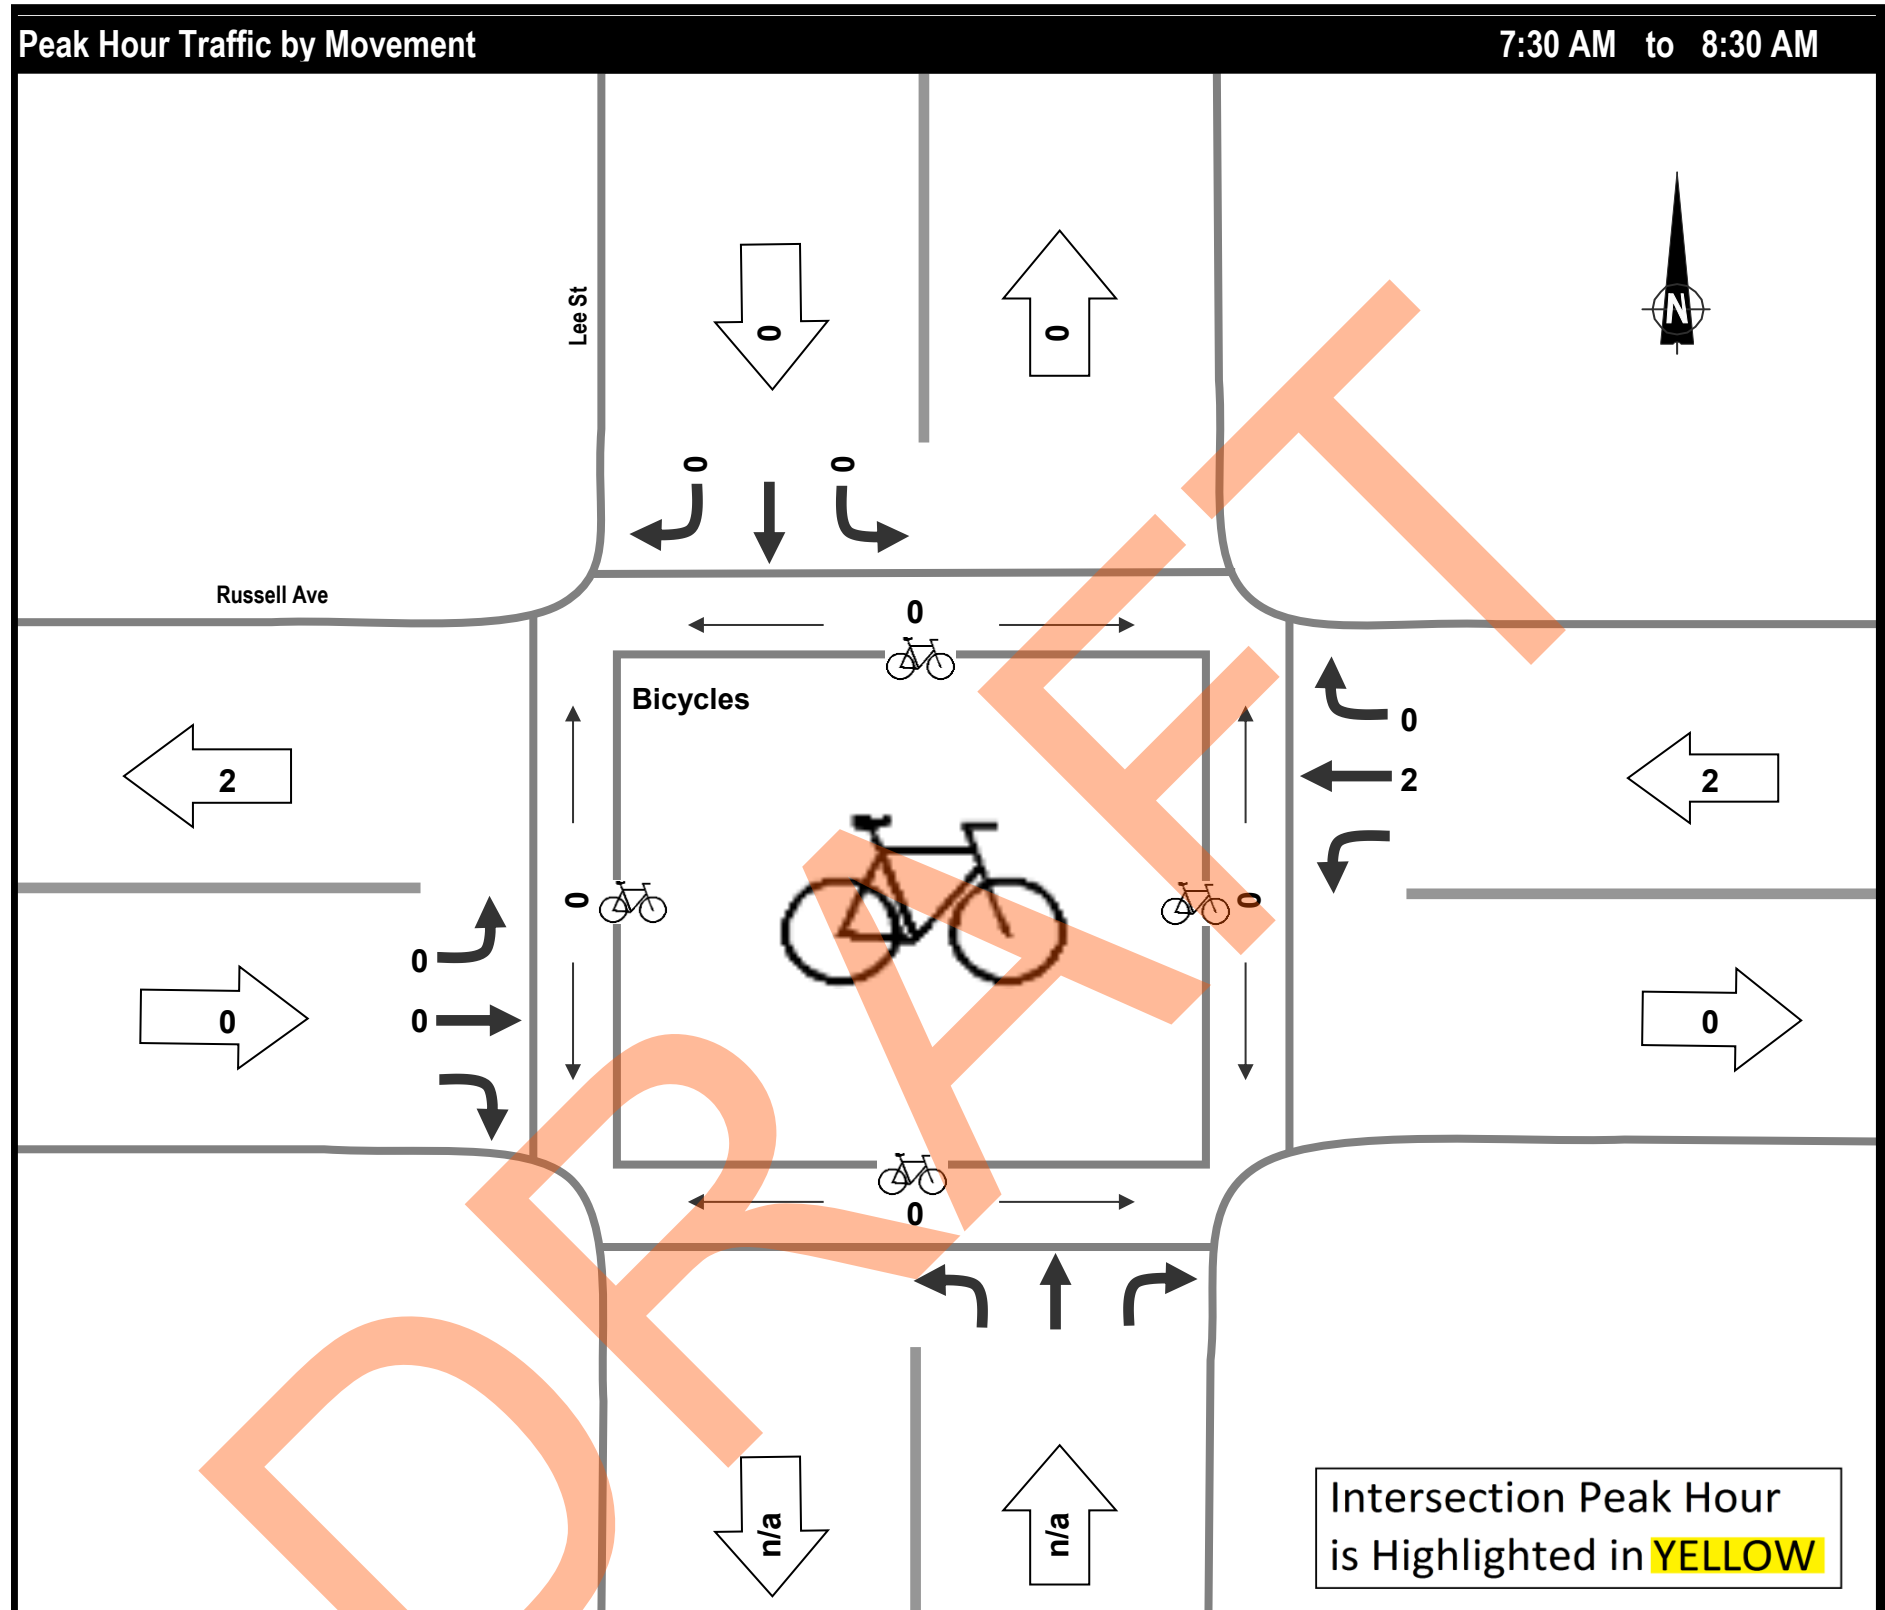 Peak Hour Traffic by Movement 7:30 AM to 8:30 AM
Lee St
N
0 0
0 0
Russell Ave
0
Bicycles
0
2 2 2
0 0
0
0 0 0 0
0
n/a n/a
Intersection Peak Hour
is Highlighted in YELLOW
DRAFT